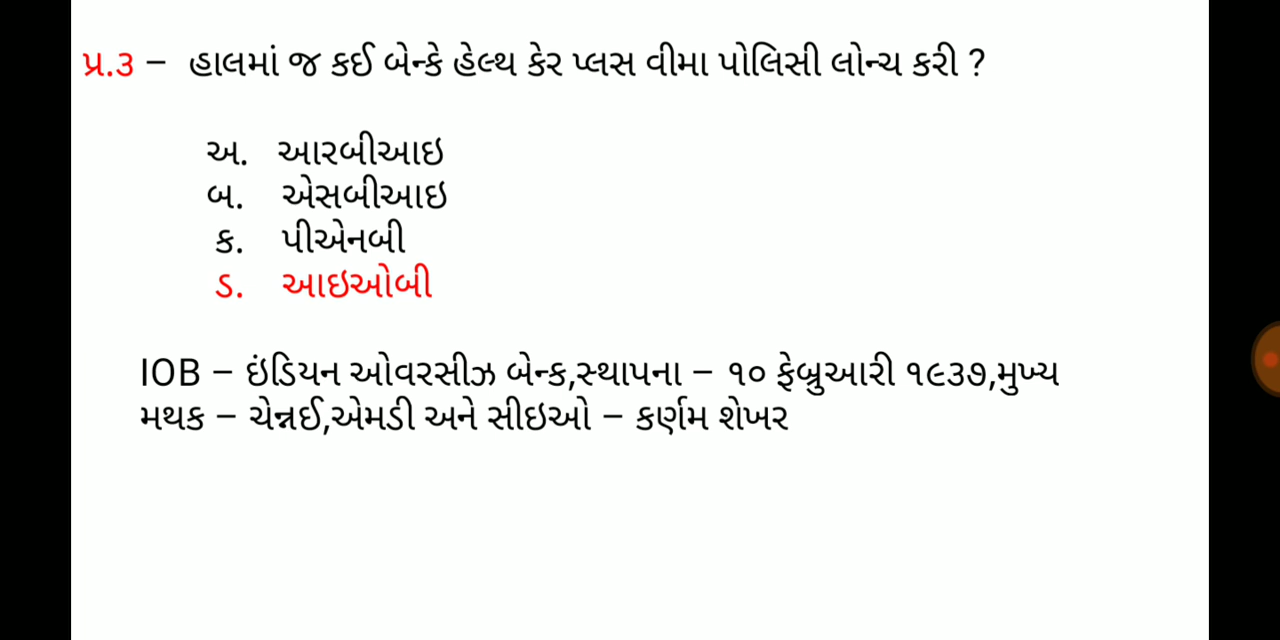 પ્ર.૩ – હાલમાં જ કઈ બેન્કે હેલ્થ કેર પ્લસ વીમા પોલિસી લોન્ચ કરી ?
અ. આરબીઆઇ
બ. એસબીઆઇ
ક. પીએનબી
ડ. આઇઓબી
IOB – ઇંડિયન ઓવરસીઝ બેન્ક,સ્થાપના – ૧૦ ફેબ્રુઆરી ૧૯૩૭,મુખ્ય
મથક – ચેન્નઈ,એમડી અને સીઇઓ – કર્ણમ શેખર